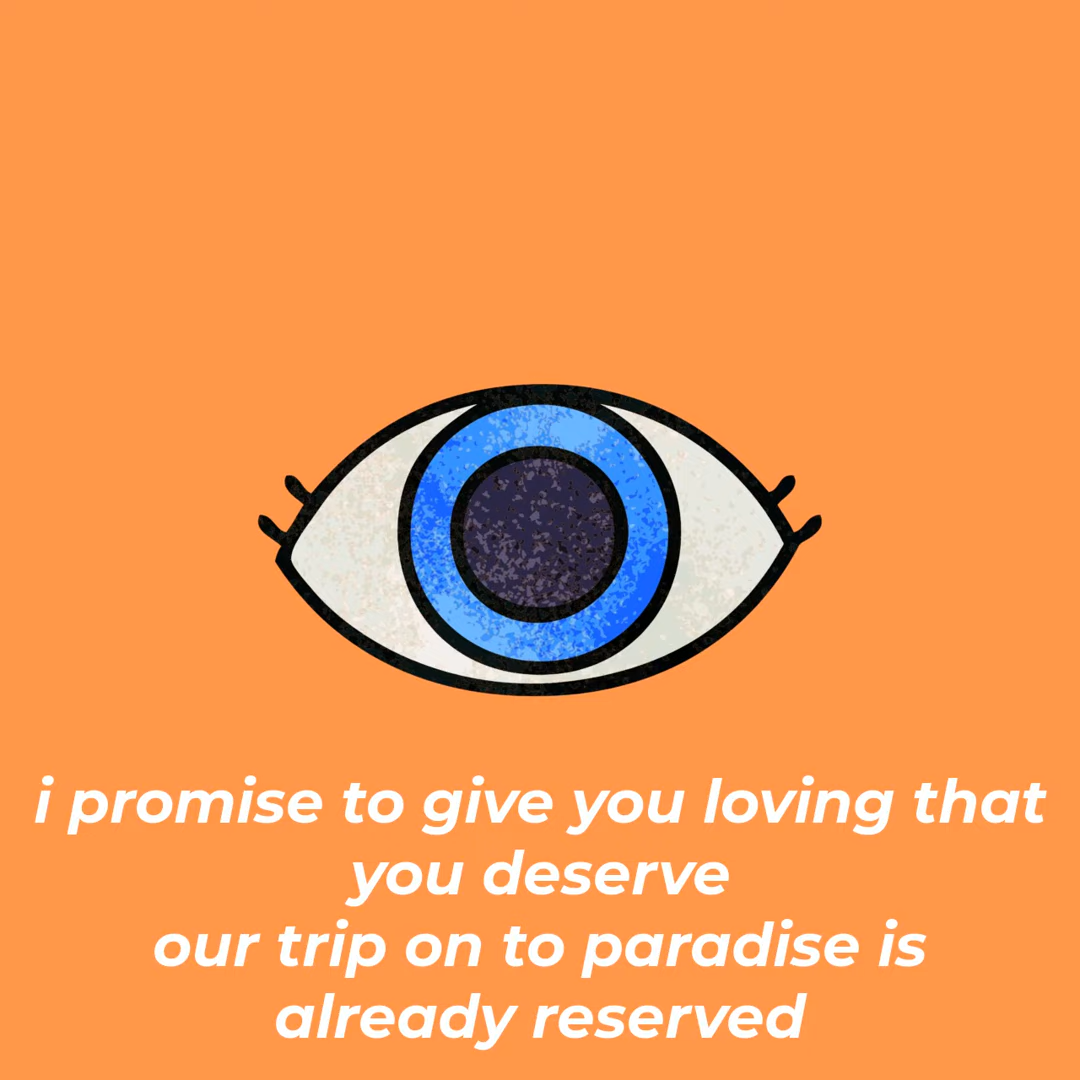 i promise to give you loving that
you deserve
our trip on to paradise is
already reserved